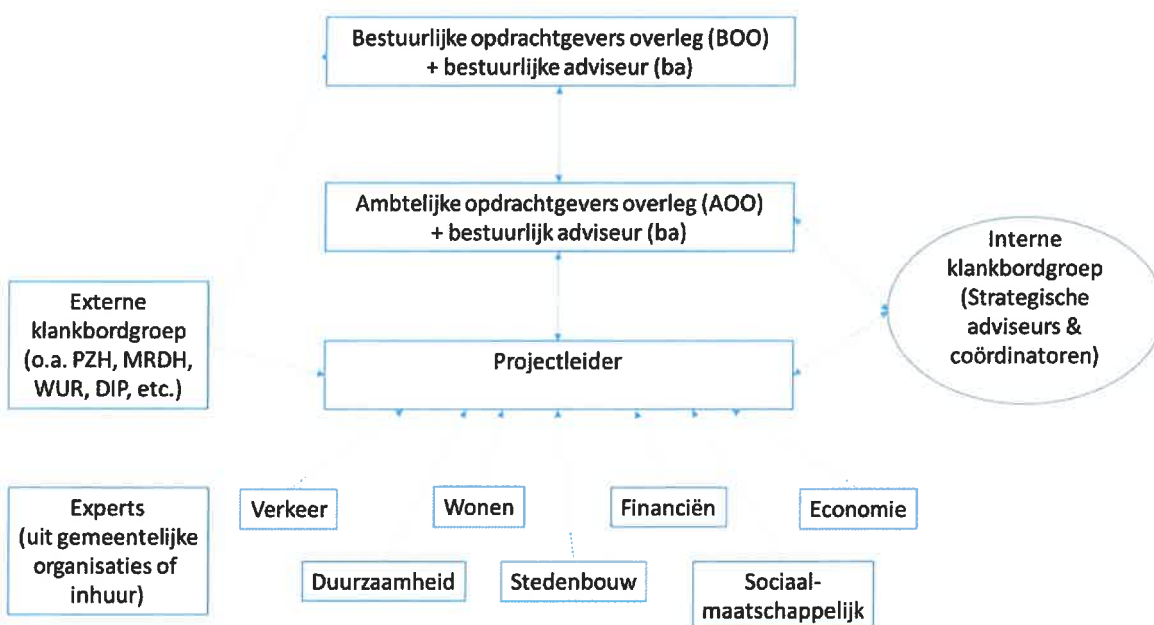 Bestuurlijke opdrachtgevers overleg (BOO)
+ bestuurlijke adviseur (ba)
Ambtelijke opdrachtgevers overleg (AOO)
+ bestuurlijk adviseur (ba)
Interne
klankbordgroep
(Strategische
adviseurs &
coördinatoren)
Externe
klankbordgroep
(o.a. PZH, MRDH,
WUR, DIP, etc.)
Projectleider
Experts
(uit gemeentelijke
organisaties of
inhuur)
Verkeer
Wonen
Financiën
Economie
Duurzaamheid
Stedenbouw
Sociaal-
maatschappelijk